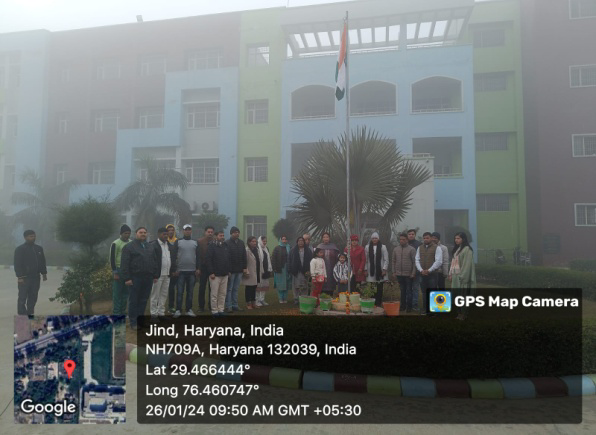 GPS Map Camera
Jind, Haryana, India
NH709A, Haryana 132039, India
Lat 29.466444°
Long 76.460747°
26/01/24 09:50 AM GMT +05:30
Google